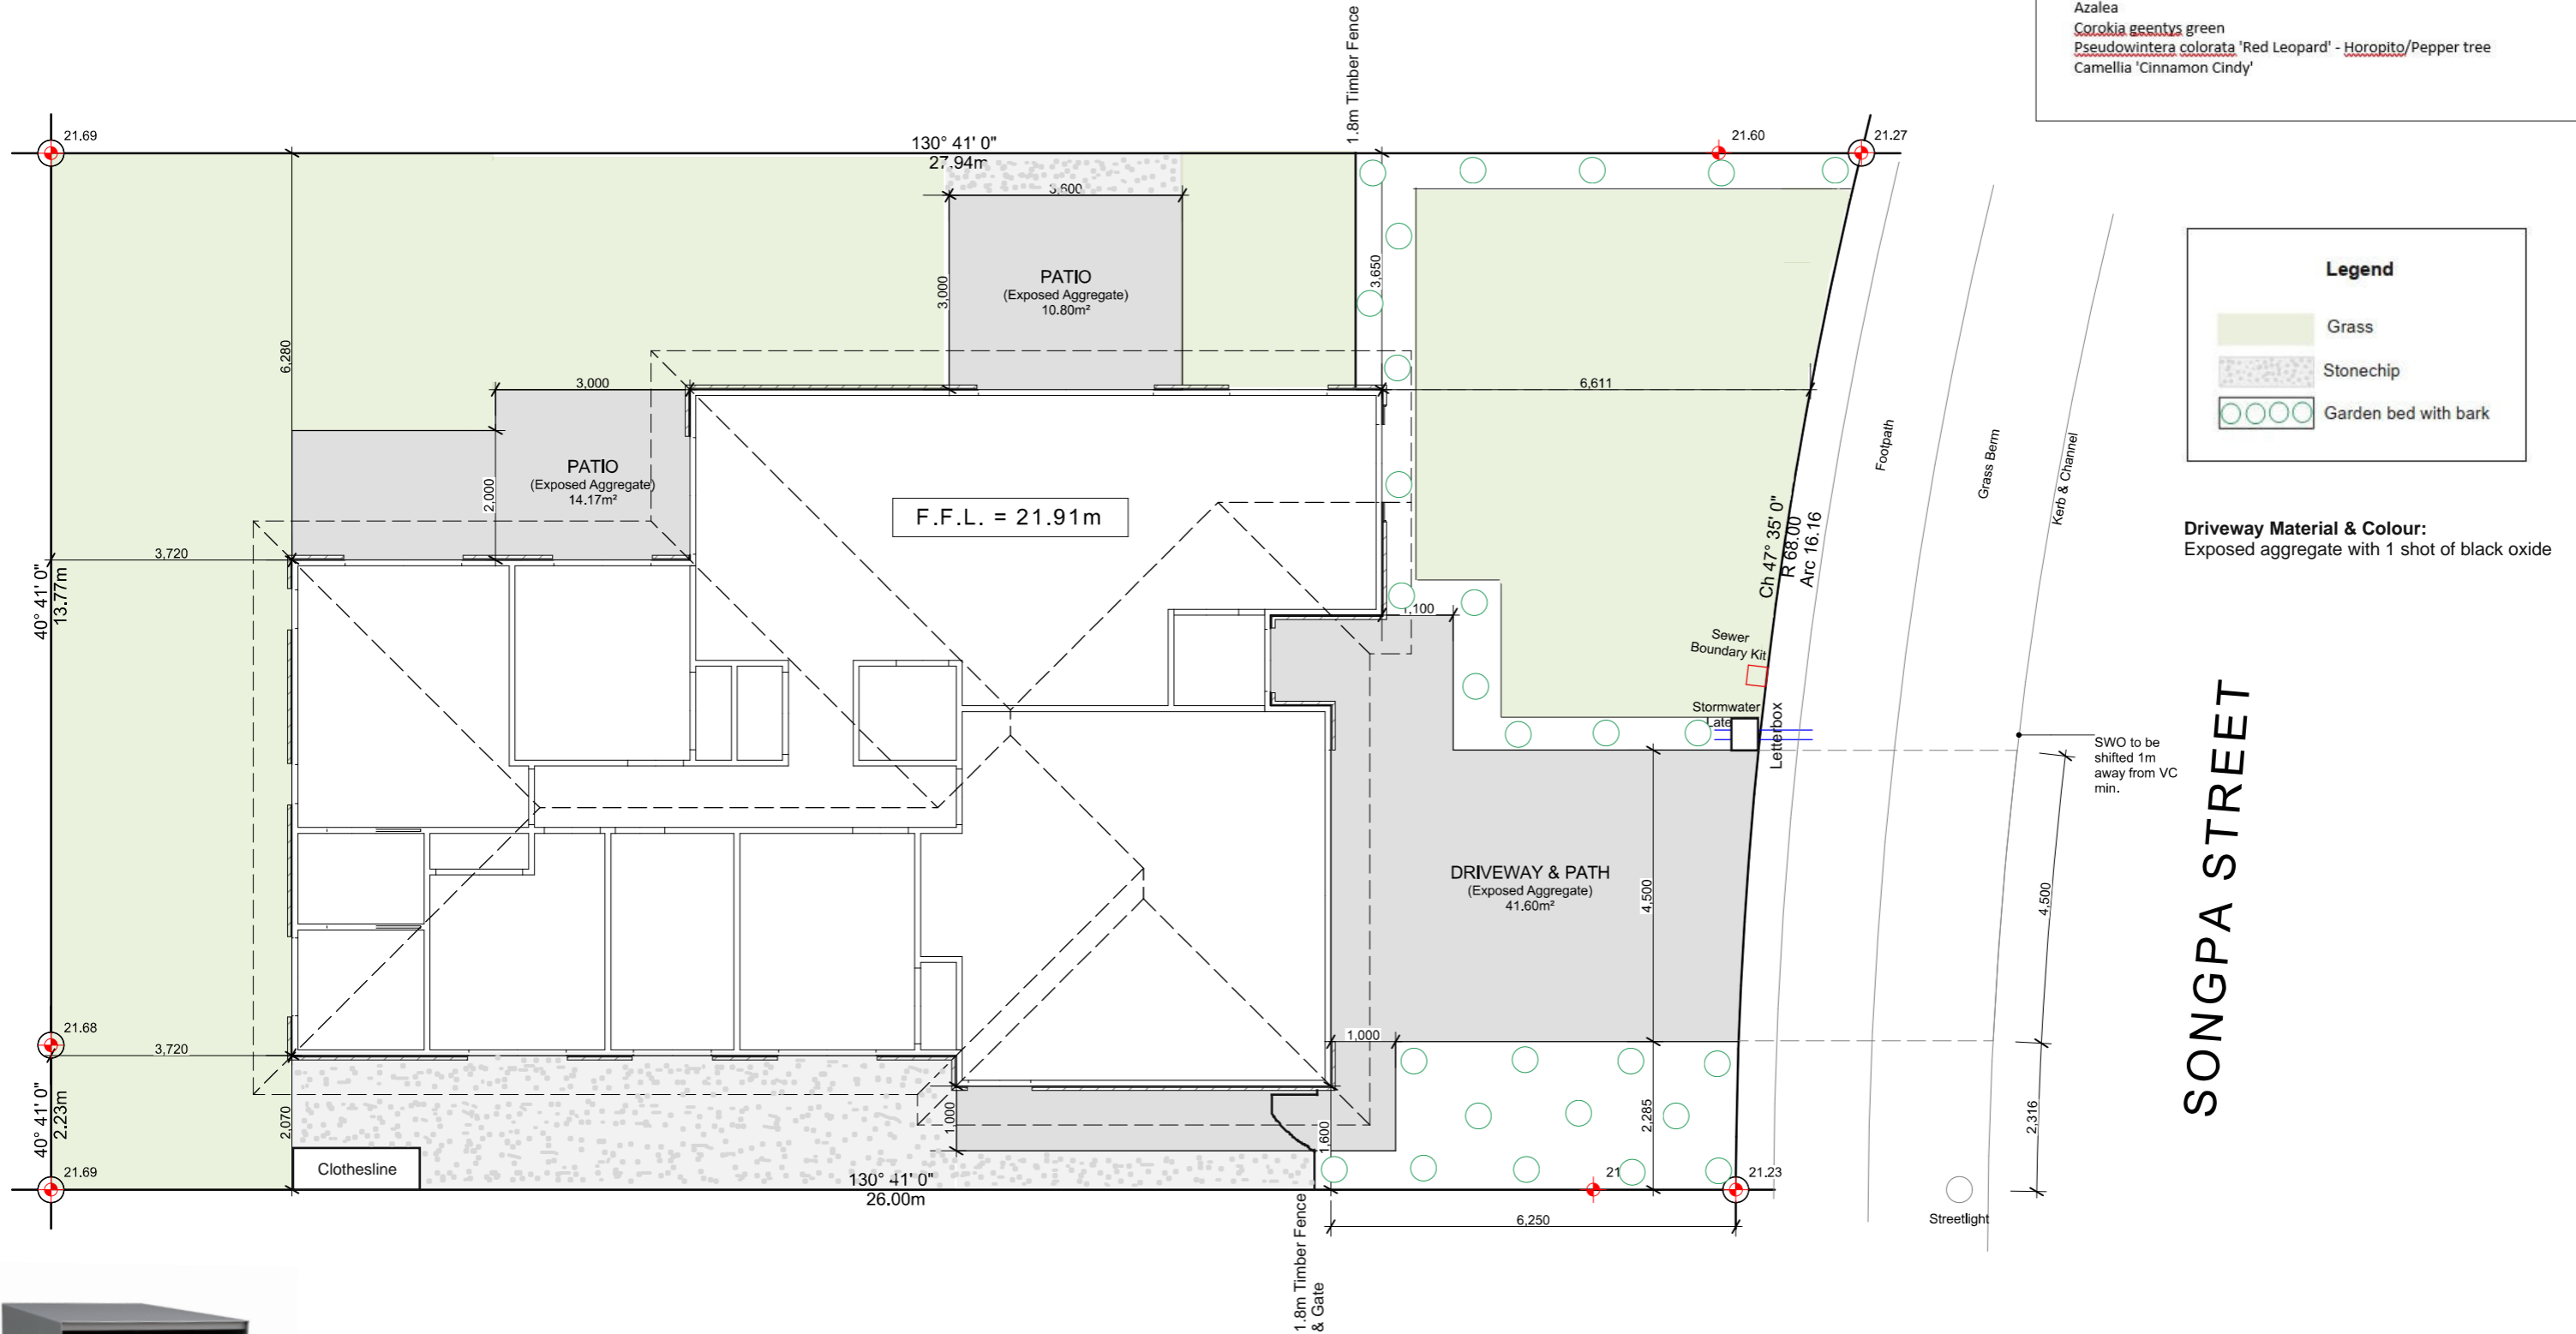 Azalea
Corokia geentys green
Pseudowintera colorata 'Red Leopard' - Horopito/Pepper tree
Camellia 'Cinnamon Cindy'
1.8m Timber Fence
21.69
130° 41' 0"
27.94m
21.60
21.27
3,600
3,000
PATIO
(Exposed Aggregate)
10.80m²
3,650
6,280
3,000
6,611
PATIO
(Exposed Aggregate)
14.17m²
2,000
F.F.L. = 21.91m
3,720
40° 41' 0"
13.77m
Ch 47° 35' 0"
R 68.00
Arc 16.16
Footpath
Grass Berm
Kerb & Channel
Legend
Grass
Stonechip
Garden bed with bark
Driveway Material & Colour:
Exposed aggregate with 1 shot of black oxide
,100
Sewer
Boundary Kit
Stormwater
Late
Letterbox
SWO to be
shifted 1m
away from VC
min.
SONGPA STREET
DRIVEWAY & PATH
(Exposed Aggregate)
41.60m²
4,500
4,500
21.68
3,720
1,000
40° 41' 0"
2.23m
2,070
1,000
1,600
2,285
2,316
Clothesline
21.69
130° 41' 0"
26.00m
21
21.23
6,250
Streetlight
1.8m Timber Fence
& Gate